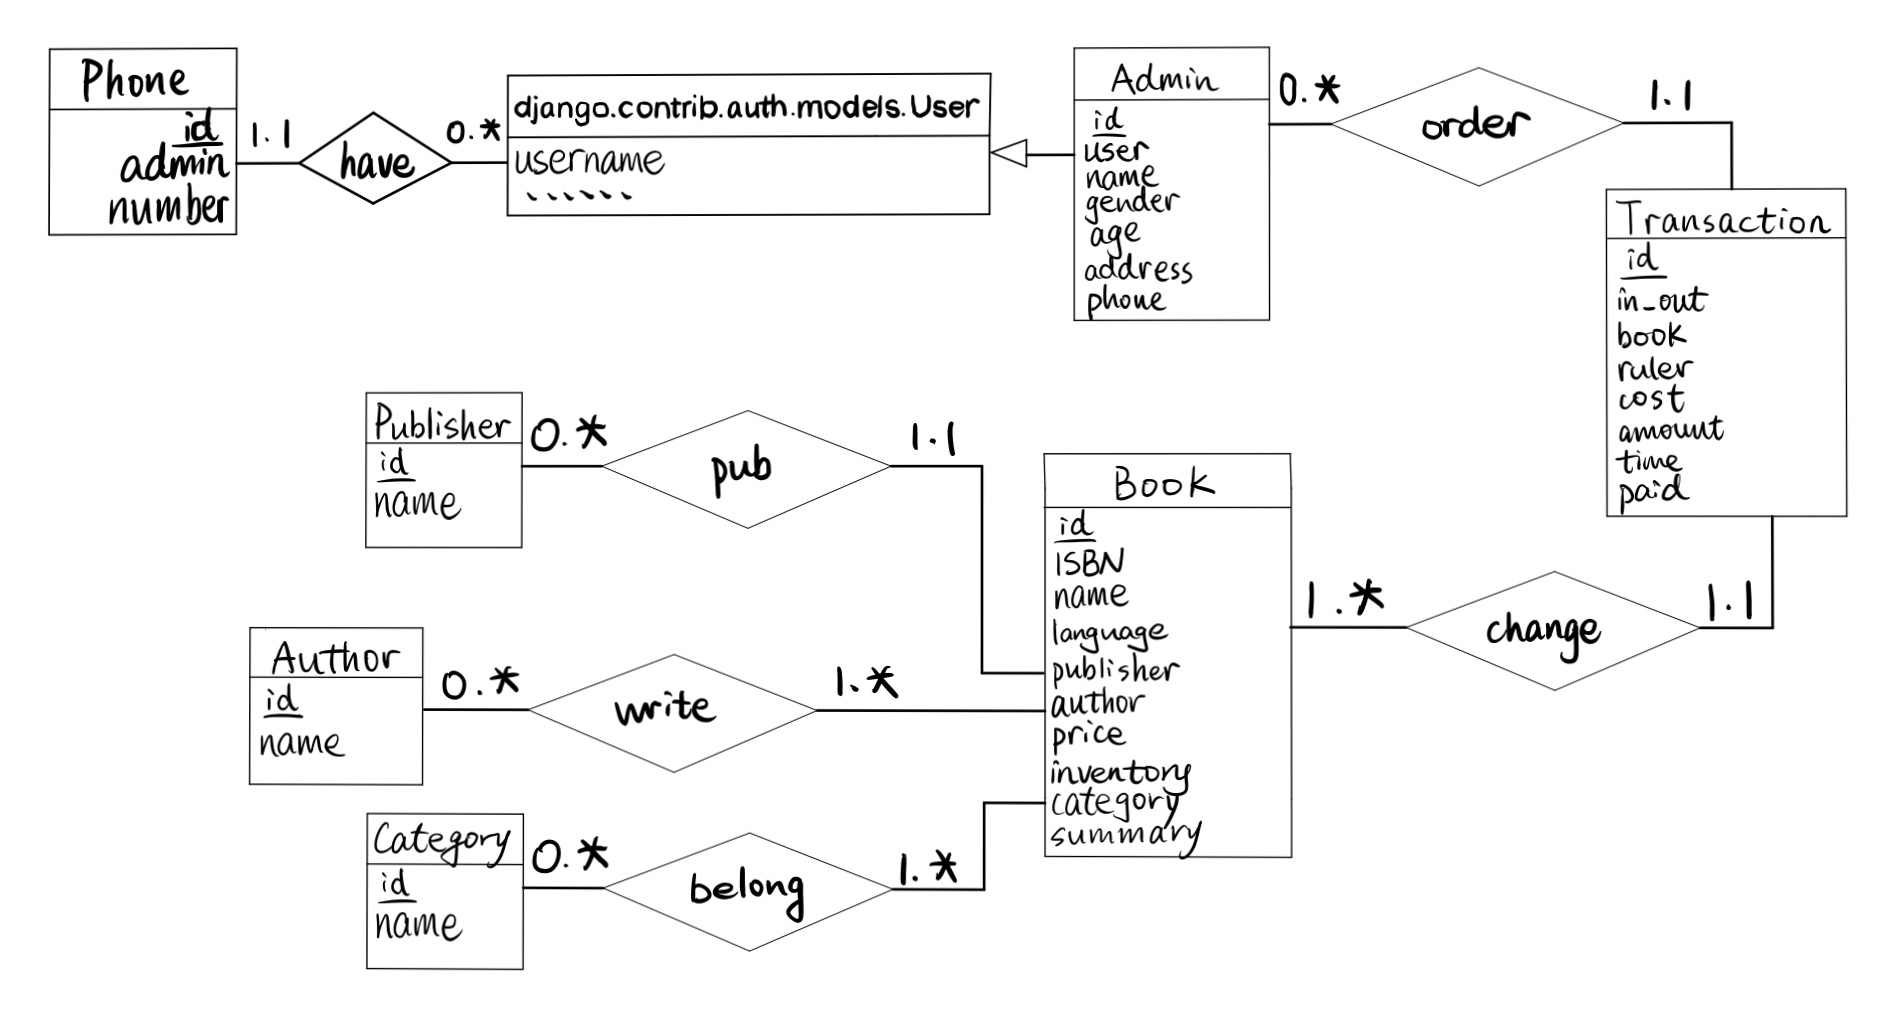 Phone
id
admin
number
1.1
have
0.*
django.contrib.auth.models.User
username
Admin
id
user
name
gender
age
address
phone
0.*
order
1.1
Transaction
id
in_out
book
ruler
cost
amount
time
paid
Publisher
id
name
0.*
pub
1.1
Book
id
ISBN
name
language
publisher
author
price
inventory
category
summary
1.*
change
1.1
Author
id
name
0.*
write
1.*
Category
id
name
0.*
belong
1.*